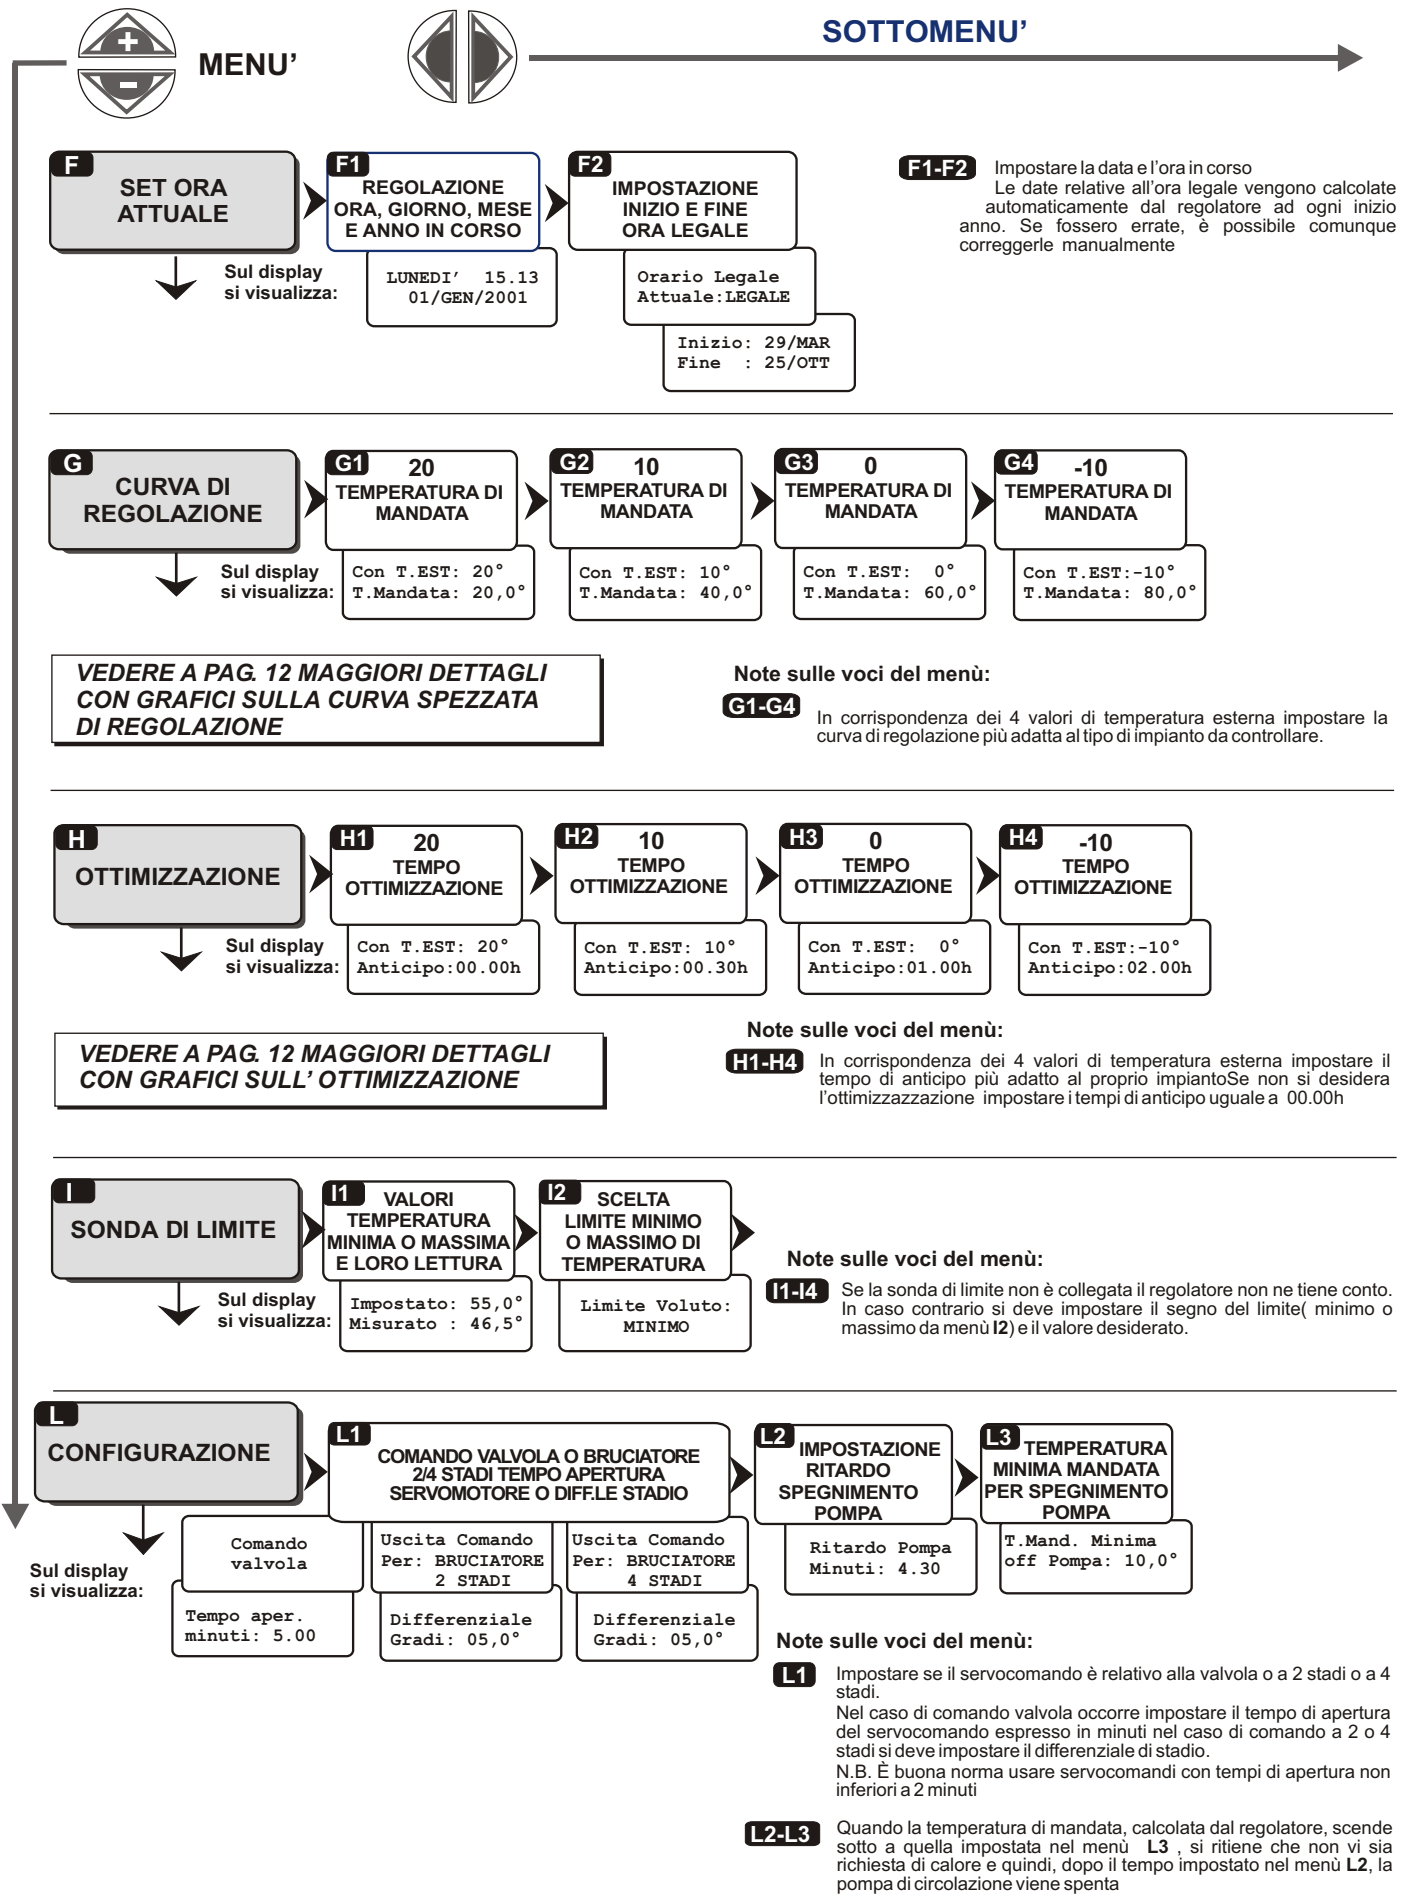 MENU’
SOTTOMENU’
F
SET ORA
ATTUALE
F1
REGOLAZIONE
ORA, GIORNO, MESE
E ANNO IN CORSO
F2
IMPOSTAZIONE
INIZIO E FINE
ORA LEGALE
F1-F2
Impostare la data e l’ora in corso
Le date relative all’ora legale vengono calcolate
automaticamente dal regolatore ad ogni inizio
anno. Se fossero errate, è possibile comunque
correggerle manualmente
Sul display
si visualizza:
LUNEDI’ 15.13
01/GEN/2001
Orario Legale
Attuale:LEGALE
Inizio: 29/MAR
Fine : 25/OTT
G
CURVA DI
REGOLAZIONE
G1
20
TEMPERATURA DI
MANDATA
G2
10
TEMPERATURA DI
MANDATA
G3
0
TEMPERATURA DI
MANDATA
G4
-10
TEMPERATURA DI
MANDATA
Sul display
si visualizza:
Con T.EST: 20°
T.Mandata: 20,0°
Con T.EST: 10°
T.Mandata: 40,0°
Con T.EST: 0°
T.Mandata: 60,0°
Con T.EST:-10°
T.Mandata: 80,0°
VEDERE A PAG. 12 MAGGIORI DETTAGLI
CON GRAFICI SULLA CURVA SPEZZATA
DI REGOLAZIONE
Note sulle voci del menù:
G1-G4
In corrispondenza dei 4 valori di temperatura esterna impostare la
curva di regolazione più adatta al tipo di impianto da controllare.
H
OTTIMIZZAZIONE
H1
20
TEMPO
OTTIMIZZAZIONE
H2
10
TEMPO
OTTIMIZZAZIONE
H3
0
TEMPO
OTTIMIZZAZIONE
H4
-10
TEMPO
OTTIMIZZAZIONE
Sul display
si visualizza:
Con T.EST: 20°
Anticipo:00.00h
Con T.EST: 10°
Anticipo:00.30h
Con T.EST: 0°
Anticipo:01.00h
Con T.EST:-10°
Anticipo:02.00h
VEDERE A PAG. 12 MAGGIORI DETTAGLI
CON GRAFICI SULL’ OTTIMIZZAZIONE
Note sulle voci del menù:
H1-H4
In corrispondenza dei 4 valori di temperatura esterna impostare il
tempo di anticipo più adatto al proprio impiantoSe non si desidera
l’ottimizzazzazione impostare i tempi di anticipo uguale a 00.00h
I
SONDA DI LIMITE
I1
VALORI
TEMPERATURA
MINIMA O MASSIMA
E LORO LETTURA
I2
SCELTA
LIMITE MINIMO
O MASSIMO DI
TEMPERATURA
Sul display
si visualizza:
Impostato: 55,0°
Misurato : 46,5°
Limite Voluto:
MINIMO
Note sulle voci del menù:
I1-I4
Se la sonda di limite non è collegata il regolatore non ne tiene conto.
In caso contrario si deve impostare il segno del limite( minimo o
massimo da menù I2) e il valore desiderato.
L
CONFIGURAZIONE
L1
COMANDO VALVOLA O BRUCIATORE
2/4 STADI TEMPO APERTURA
SERVOMOTORE O DIFF.LE STADIO
L2
IMPOSTAZIONE
RITARDO
SPEGNIMENTO
POMPA
L3
TEMPERATURA
MINIMA MANDATA
PER SPEGNIMENTO
POMPA
Sul display
si visualizza:
Comando
valvola
Tempo aper.
minuti: 5.00
Uscita Comando
Per: BRUCIATORE
2 STADI
Differenziale
Gradi: 05,0°
Uscita Comando
Per: BRUCIATORE
4 STADI
Differenziale
Gradi: 05,0°
Ritardo Pompa
Minuti: 4.30
T.Mand. Minima
off Pompa: 10,0°
Note sulle voci del menù:
L1
Impostare se il servocomando è relativo alla valvola o a 2 stadi o a 4
stadi.
Nel caso di comando valvola occorre impostare il tempo di apertura
del servocomando espresso in minuti nel caso di comando a 2 o 4
stadi si deve impostare il differenziale di stadio.
N.B. È buona norma usare servocomandi con tempi di apertura non
inferiori a 2 minuti
L2-L3
Quando la temperatura di mandata, calcolata dal regolatore, scende
sotto a quella impostata nel menù L3 , si ritiene che non vi sia
richiesta di calore e quindi, dopo il tempo impostato nel menù L2, la
pompa di circolazione viene spenta